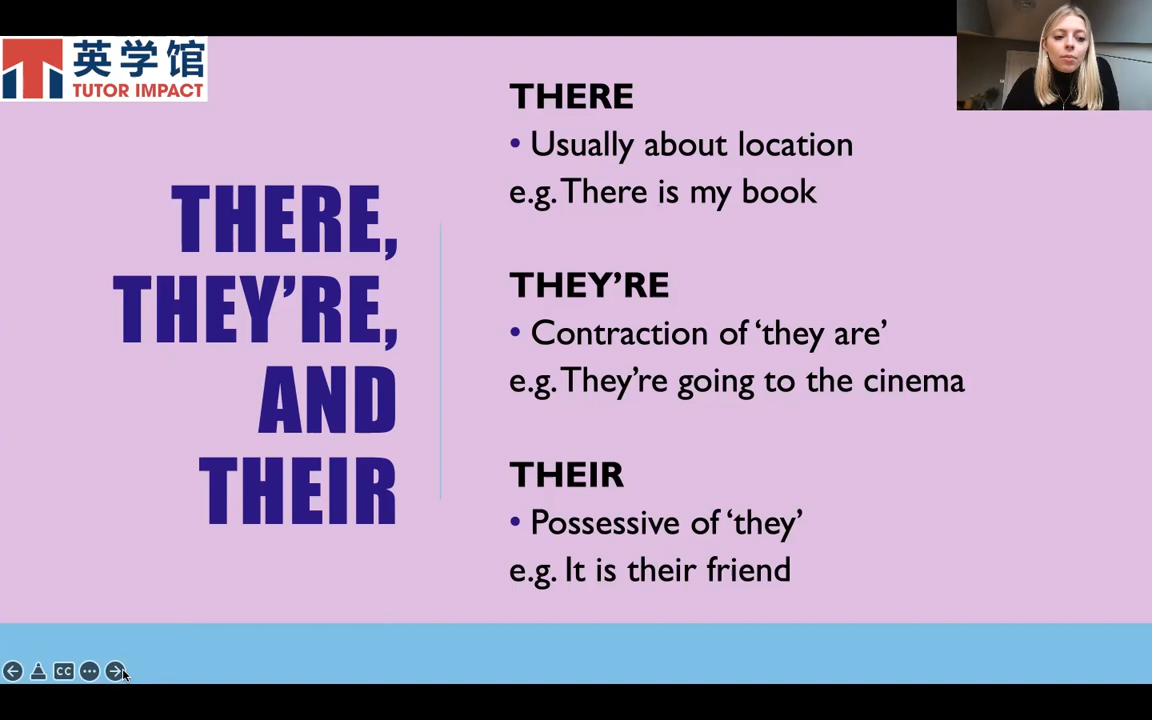 英学馆
TUTOR IMPACT
THERE,
THEY’RE,
AND
THEIR
THERE
• Usually about location
e.g. There is my book
THEY’RE
• Contraction of ‘they are’
e.g. They’re going to the cinema
THEIR
• Possessive of ‘they’
e.g. It is their friend
CC